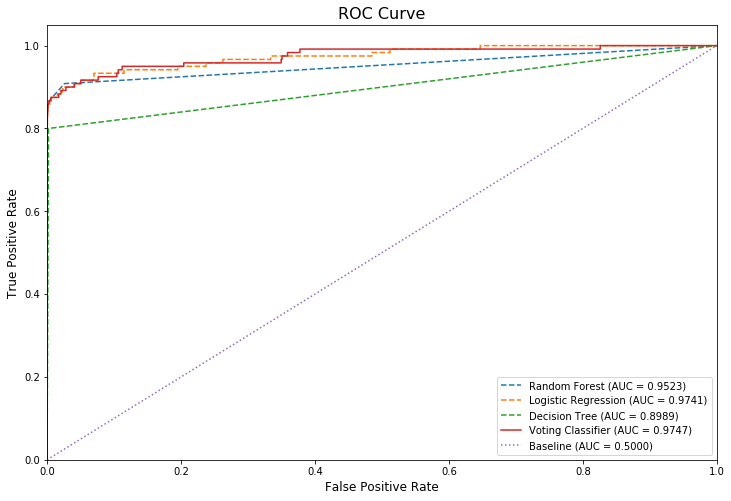 ROC Curve
1.0
0.8
0.6
0.4
0.2
0.0
True Positive Rate
0.0 0.2 0.4 0.6 0.8 1.0
False Positive Rate
Random Forest (AUC = 0.9523)
Logistic Regression (AUC = 0.9741)
Decision Tree (AUC = 0.8989)
Voting Classifier (AUC = 0.9747)
Baseline (AUC = 0.5000)